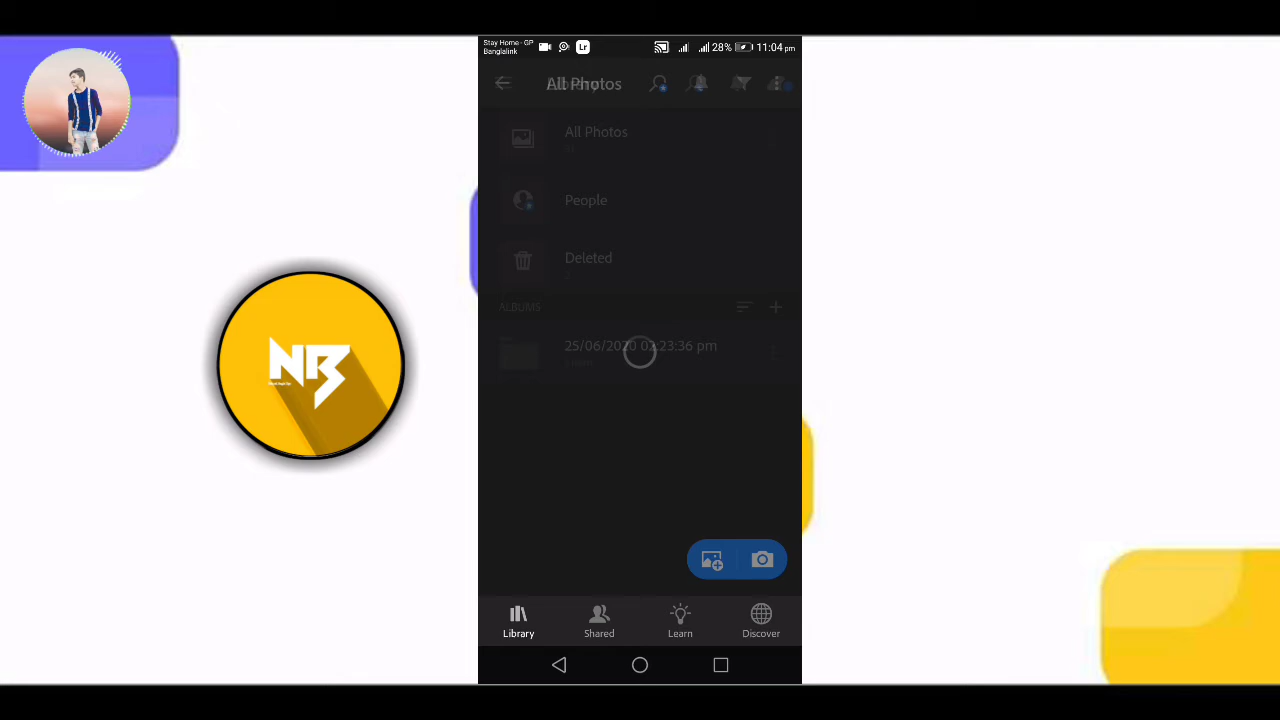 Stay Home - GP
Banglalink
Lr
28%
11:04 pm
All Photos
All Photos
People
Deleted
ALBUMS
25/06/2020 02:23:36 pm
NB
Library
Shared
Learn
Discover